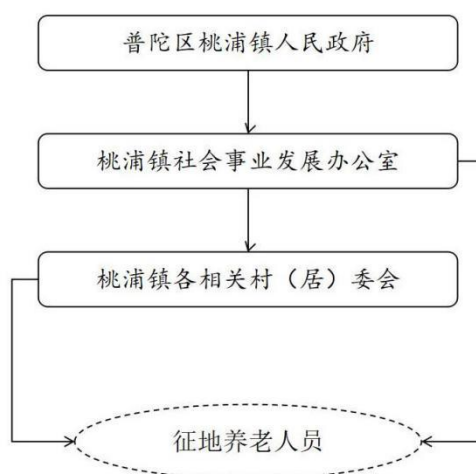 普陀区桃浦镇人民政府
桃浦镇社会事业发展办公室
桃浦镇各相关村（居）委会
征地养老人员